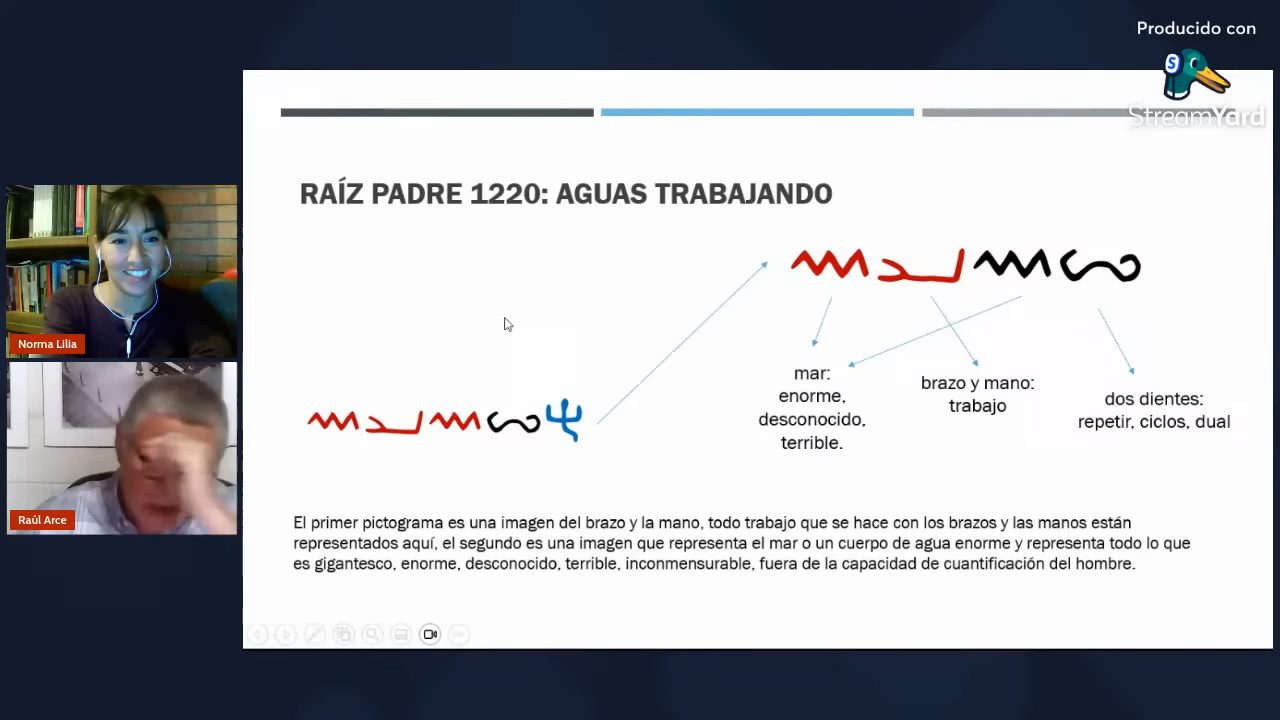 Producido con
StreamYard
RAÍZ PADRE 1220: AGUAS TRABAJANDO
mar:
enorme,
desconocido,
terrible.
brazo y mano:
trabajo
dos dientes:
repetir, ciclos, dual
El primer pictograma es una imagen del brazo y la mano, todo trabajo que se hace con los brazos y las manos están
representados aquí, el segundo es una imagen que representa el mar o un cuerpo de agua enorme y representa todo lo que
es gigantesco, enorme, desconocido, terrible, inconmensurable, fuera de la capacidad de cuantificación del hombre.
Norma Lilia
Raúl Arce